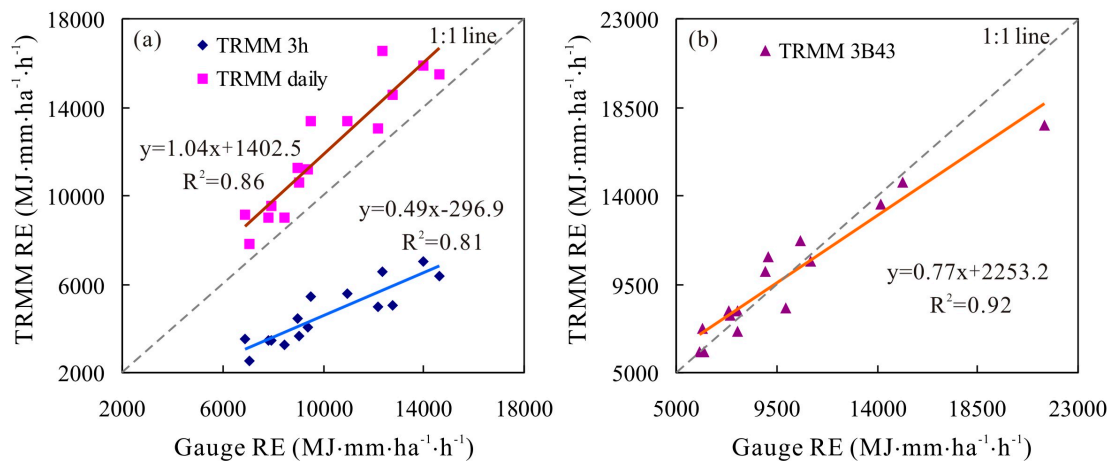 (a)
TRMM 3h
TRMM daily
1:1 line
y=1.04x+1402.5
R²=0.86
y=0.49x-296.9
R²=0.81
18000
14000
10000
6000
2000
2000 6000 10000 14000 18000
TRMM RE (MJ·mm·ha⁻¹·h⁻¹)
Gauge RE (MJ·mm·ha⁻¹·h⁻¹)
(b)
TRMM 3B43
1:1 line
y=0.77x+2253.2
R²=0.92
23000
18500
14000
9500
5000
5000 9500 14000 18500 23000
TRMM RE (MJ·mm·ha⁻¹·h⁻¹)
Gauge RE (MJ·mm·ha⁻¹·h⁻¹)